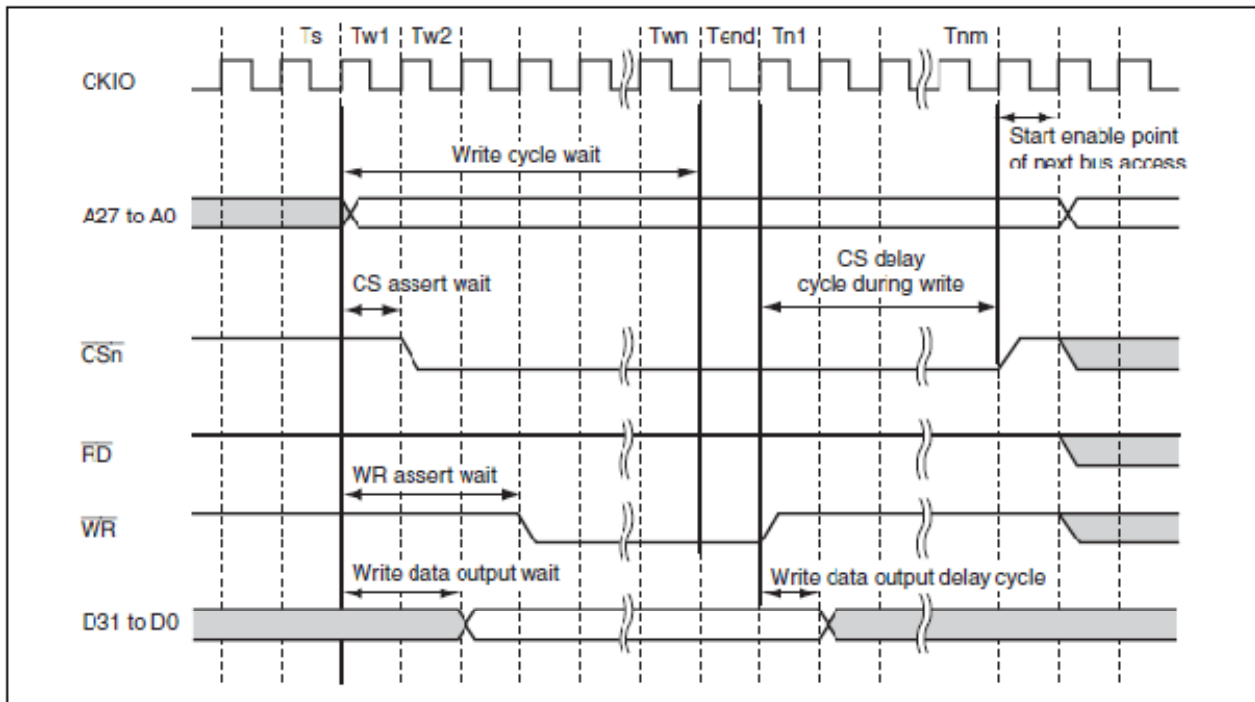 Ts Tw1 Tw2 Twn Tend Tn1 Tnm
CKIO
Start enable point
of next bus access
Write cycle wait
A27 to A0
CS delay
cycle during write
CS assert wait
CSn
RD
WR assert wait
WR
Write data output wait
Write data output delay cycle
D31 to D0